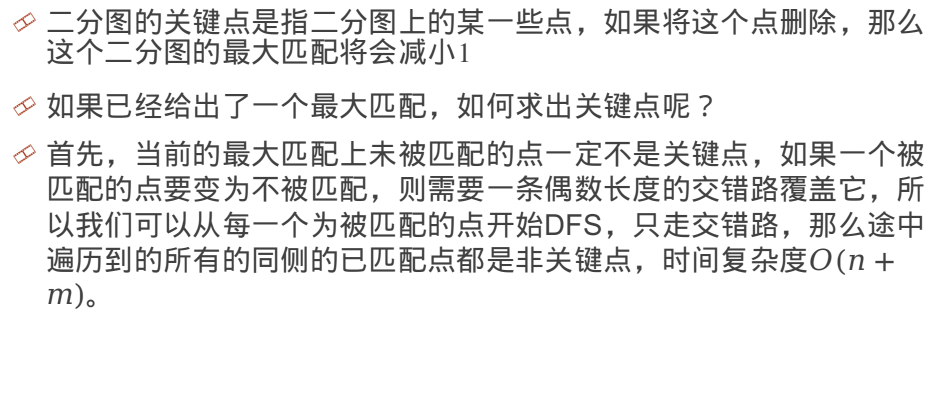 二分图的关键点是指二分图上的某一些点，如果将这个点删除，那么
这个二分图的最大匹配将会减小1
如果已经给出了一个最大匹配，如何求出关键点呢？
首先，当前的最大匹配上未被匹配的点一定不是关键点，如果一个被
匹配的点要变为不被匹配，则需要一条偶数长度的交错路覆盖它，所
以我们可以从每一个为被匹配的点开始DFS，只走交错路，那么途中
遍历到的所有的同侧的已匹配点都是非关键点，时间复杂度O(n +
m)。